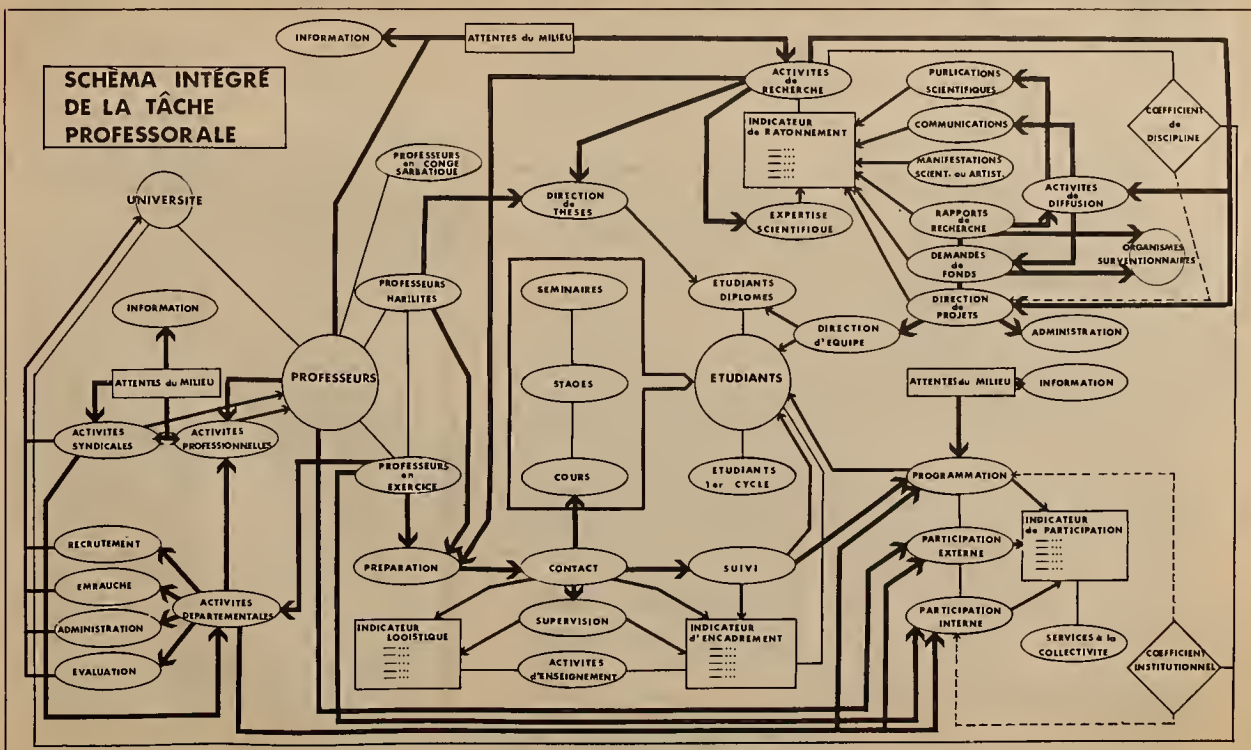 SCHÈMA INTÉGRÉ
DE LA TÂCHE
PROFESSORALE
INFORMATION
ATTENTES du MILIEU
ACTIVITES
de
RECHERCHE
PUBLICATIONS
SCIENTIFIQUES
COEFFICIENT
de
DISCIPLINE
INDICATEUR
de RAYONNEMENT
COMMUNICATIONS
MANIFESTATIONS
SCIENT. ou ARTIST.
PROFESSEURS
en CONGE
SABBATIQUE
UNIVERSITÉ
DIRECTION
de
THESES
EXPERTISE
SCIENTIFIQUE
RAPPORTS
de
RECHERCHE
ACTIVITES
de
DIFFUSION
ORGANISMES
SUBVENTIONNAIRES
DEMANDES
de
FONDS
PROFESSEURS
HABILITÉS
SEMINAIRES
ETUDIANTS
DIPLOMES
DIRECTION
de
PROJETS
INFORMATION
DIRECTION
d'EQUIPE
ADMINISTRATION
PROFESSEURS
STAGES
ETUDIANTS
ATTENTES du MILIEU
ATTENTES du MILIEU
INFORMATION
ACTIVITES
SYNDICALES
ACTIVITES
PROFESSIONNELLES
PROFESSEURS
en
EXERCICE
COURS
ETUDIANTS
1er CYCLE
PROGRAMMATION
INDICATEUR
de PARTICIPATION
RECRUTEMENT
PARTICIPATION
EXTERNE
EMBAUCHE
PREPARATION
CONTACT
SUIVI
ACTIVITES
DEPARTEMENTALES
PARTICIPATION
INTERNE
ADMINISTRATION
INDICATEUR
LOGISTIQUE
SUPERVISION
INDICATEUR
D'ENCADREMENT
SERVICES à la
COLLECTIVITE
ÉVALUATION
ACTIVITÉS
d'ENSEIGNEMENT
COEFFICIENT
INSTITUTIONNEL